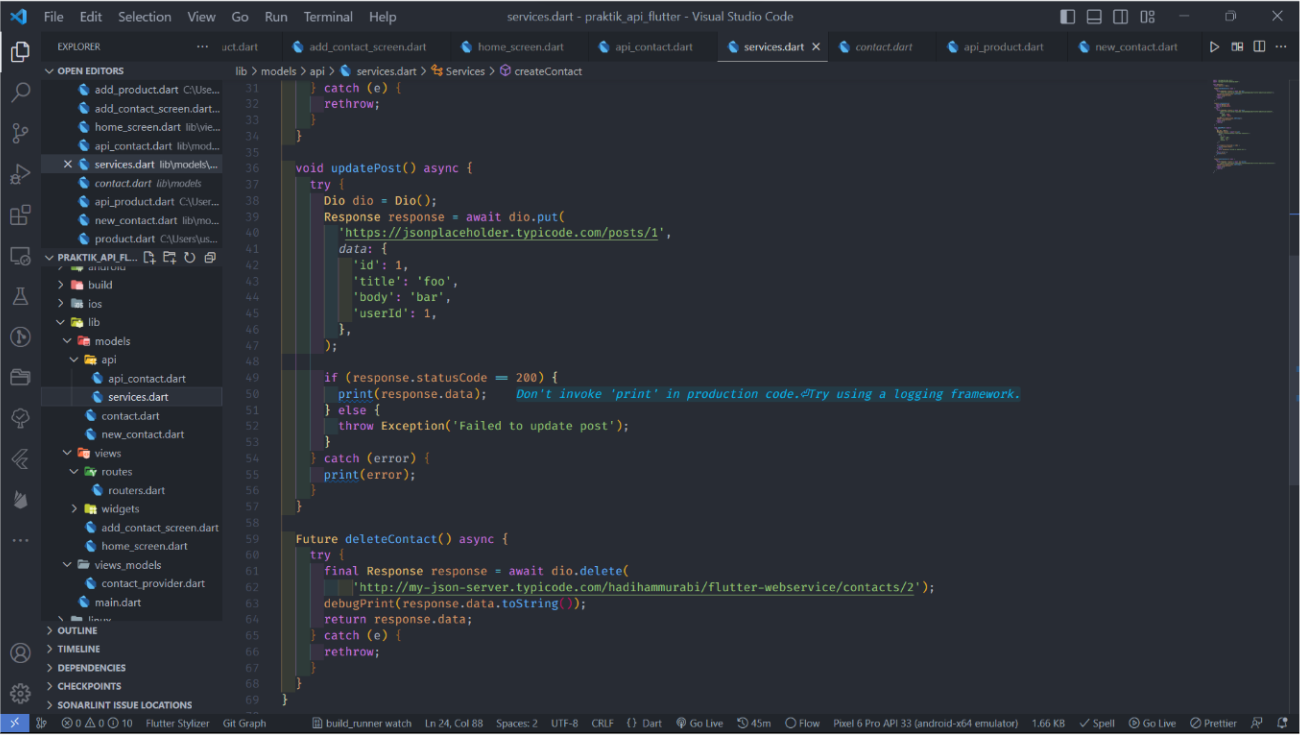 File Edit Selection View Go Run Terminal Help services.dart - praktik_api_flutter - Visual Studio Code
EXPLORER
OPEN EDITORS
add_product.dart C:\Use...
add_contact_screen.dart...
home_screen.dart lib\vie...
api_contact.dart lib\mod...
services.dart lib\models\...
contact.dart lib\models
api_product.dart C:\User...
new_contact.dart lib\mo...
product.dart C:\Users\us...
PRAKTIK_API_FL...
android
build
ios
lib
models
api
api_contact.dart
services.dart
contact.dart
new_contact.dart
views
routes
routers.dart
widgets
add_contact_screen.dart
home_screen.dart
views_models
contact_provider.dart
main.dart
linux
OUTLINE
TIMELINE
DEPENDENCIES
CHECKPOINTS
SONARLINT ISSUE LOCATIONS
uct.dart add_contact_screen.dart home_screen.dart api_contact.dart services.dart contact.dart api_product.dart new_contact.dart
lib > models > api > services.dart > Services > createContact
31 } catch (e) {
32 rethrow;
33 }
34 }
35
36 void updatePost() async {
37 try {
38 Dio dio = Dio();
39 Response response = await dio.put(
40 'https://jsonplaceholder.typicode.com/posts/1',
41 data: {
42 'id': 1,
43 'title': 'foo',
44 'body': 'bar',
45 'userId': 1,
46 },
47 );
48
49 if (response.statusCode == 200) {
50 print(response.data); Don't invoke 'print' in production code.⏎Try using a logging framework.
51 } else {
52 throw Exception('Failed to update post');
53 }
54 } catch (error) {
55 print(error);
56 }
57 }
58
59 Future deleteContact() async {
60 try {
61 final Response response = await dio.delete(
62 'http://my-json-server.typicode.com/hadihammurabi/flutter-webservice/contacts/2');
63 debugPrint(response.data.toString());
64 return response.data;
65 } catch (e) {
66 rethrow;
67 }
68 }
69 }
0 0 10 Flutter Stylizer Git Graph build_runner watch Ln 24, Col 88 Spaces: 2 UTF-8 CRLF {} Dart Go Live 45m Flow Pixel 6 Pro API 33 (android-x64 emulator) 1.66 KB Spell Go Live Prettier